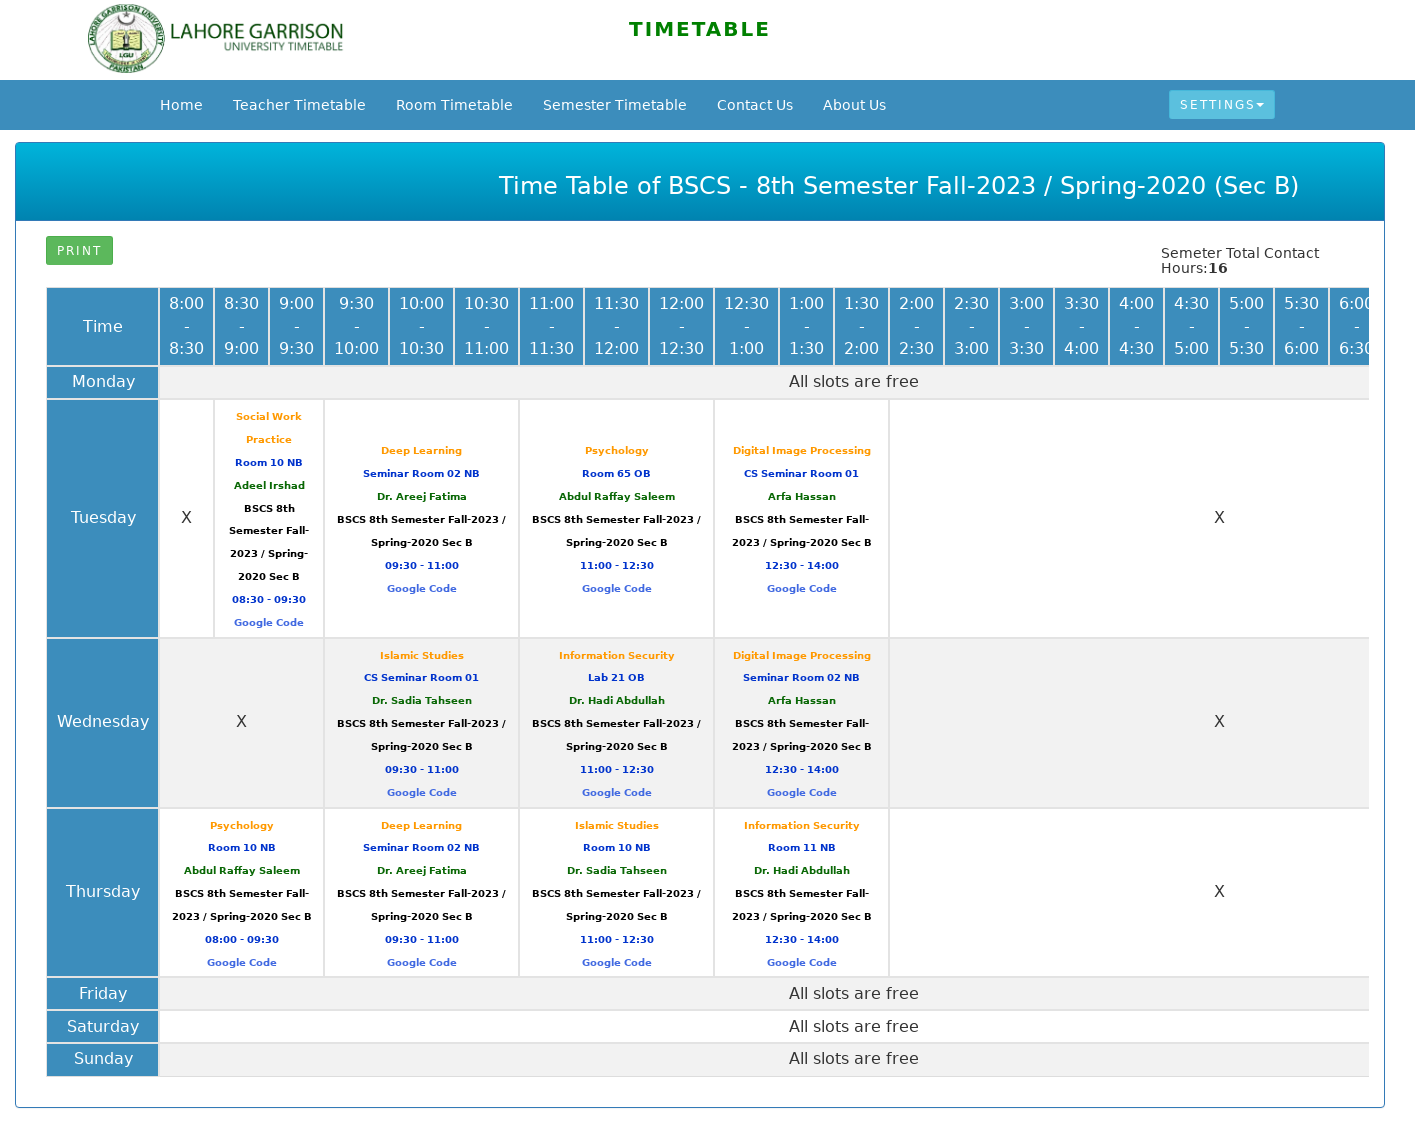 LAHORE GARRISON
UNIVERSITY TIMETABLE
TIMETABLE
Home
Teacher Timetable
Room Timetable
Semester Timetable
Contact Us
About Us
SETTINGS
Time Table of BSCS - 8th Semester Fall-2023 / Spring-2020 (Sec B)
PRINT
Semeter Total Contact
Hours:16
Time
8:00
-
8:30
8:30
-
9:00
9:00
-
9:30
9:30
-
10:00
10:00
-
10:30
10:30
-
11:00
11:00
-
11:30
11:30
-
12:00
12:00
-
12:30
12:30
-
1:00
1:00
-
1:30
1:30
-
2:00
2:00
-
2:30
2:30
-
3:00
3:00
-
3:30
3:30
-
4:00
4:00
-
4:30
4:30
-
5:00
5:00
-
5:30
5:30
-
6:00
6:00
-
6:30
Monday
All slots are free
Tuesday
X
Social Work
Practice
Room 10 NB
Adeel Irshad
BSCS 8th
Semester Fall-
2023 / Spring-
2020 Sec B
08:30 - 09:30
Google Code
Deep Learning
Seminar Room 02 NB
Dr. Areej Fatima
BSCS 8th Semester Fall-2023 /
Spring-2020 Sec B
09:30 - 11:00
Google Code
Psychology
Room 65 OB
Abdul Raffay Saleem
BSCS 8th Semester Fall-2023 /
Spring-2020 Sec B
11:00 - 12:30
Google Code
Digital Image Processing
CS Seminar Room 01
Arfa Hassan
BSCS 8th Semester Fall-
2023 / Spring-2020 Sec B
12:30 - 14:00
Google Code
X
Wednesday
X
Islamic Studies
CS Seminar Room 01
Dr. Sadia Tahseen
BSCS 8th Semester Fall-2023 /
Spring-2020 Sec B
09:30 - 11:00
Google Code
Information Security
Lab 21 OB
Dr. Hadi Abdullah
BSCS 8th Semester Fall-2023 /
Spring-2020 Sec B
11:00 - 12:30
Google Code
Digital Image Processing
Seminar Room 02 NB
Arfa Hassan
BSCS 8th Semester Fall-
2023 / Spring-2020 Sec B
12:30 - 14:00
Google Code
X
Thursday
Psychology
Room 10 NB
Abdul Raffay Saleem
BSCS 8th Semester Fall-
2023 / Spring-2020 Sec B
08:00 - 09:30
Google Code
Deep Learning
Seminar Room 02 NB
Dr. Areej Fatima
BSCS 8th Semester Fall-2023 /
Spring-2020 Sec B
09:30 - 11:00
Google Code
Islamic Studies
Room 10 NB
Dr. Sadia Tahseen
BSCS 8th Semester Fall-2023 /
Spring-2020 Sec B
11:00 - 12:30
Google Code
Information Security
Room 11 NB
Dr. Hadi Abdullah
BSCS 8th Semester Fall-
2023 / Spring-2020 Sec B
12:30 - 14:00
Google Code
X
Friday
All slots are free
Saturday
All slots are free
Sunday
All slots are free